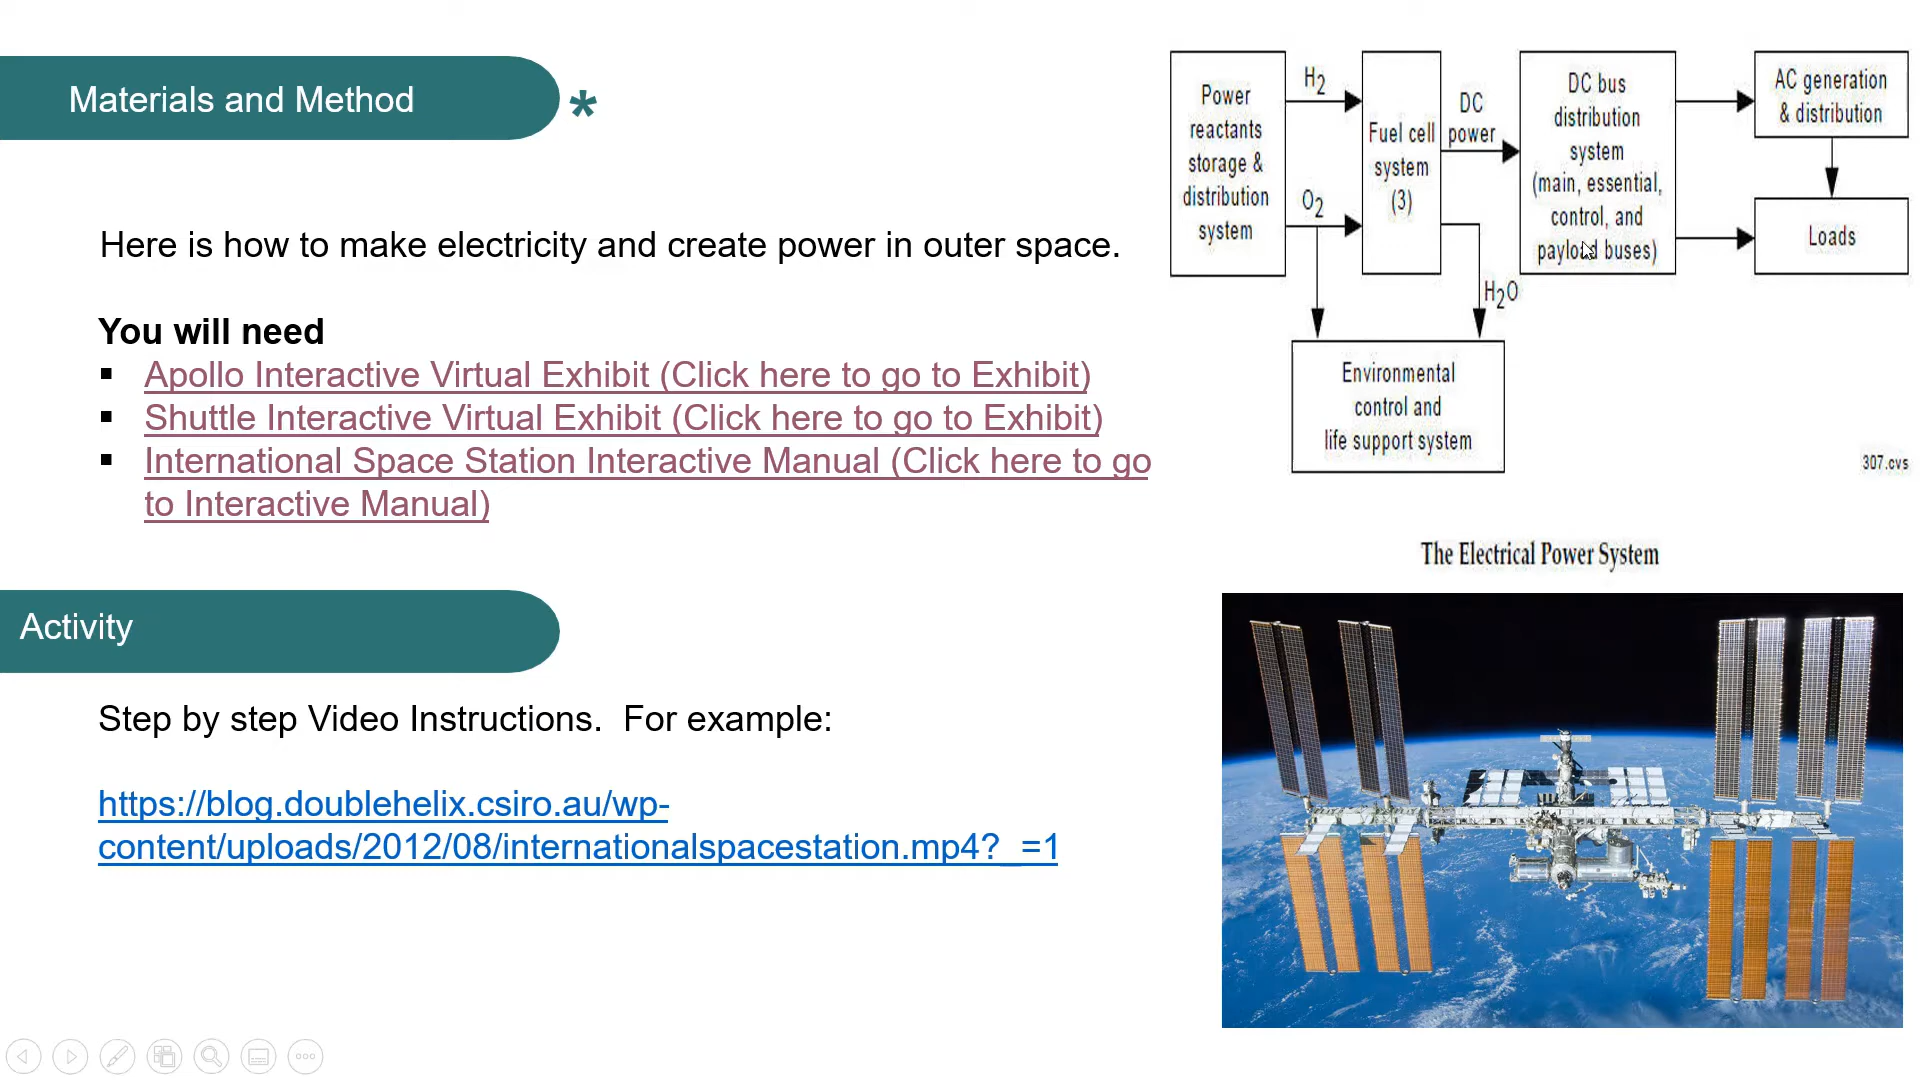 Materials and Method
*
Here is how to make electricity and create power in outer space.
You will need
▪ Apollo Interactive Virtual Exhibit (Click here to go to Exhibit)
▪ Shuttle Interactive Virtual Exhibit (Click here to go to Exhibit)
▪ International Space Station Interactive Manual (Click here to go
to Interactive Manual)
Activity
Step by step Video Instructions.  For example:
https://blog.doublehelix.csiro.au/wp-
content/uploads/2012/08/internationalspacestation.mp4?_=1
Power
reactants
storage &
distribution
system
H2
O2
Fuel cell
system
(3)
DC
power
H2O
DC bus
distribution
system
(main, essential,
control, and
payload buses)
AC generation
& distribution
Loads
Environmental
control and
life support system
307.cvs
The Electrical Power System